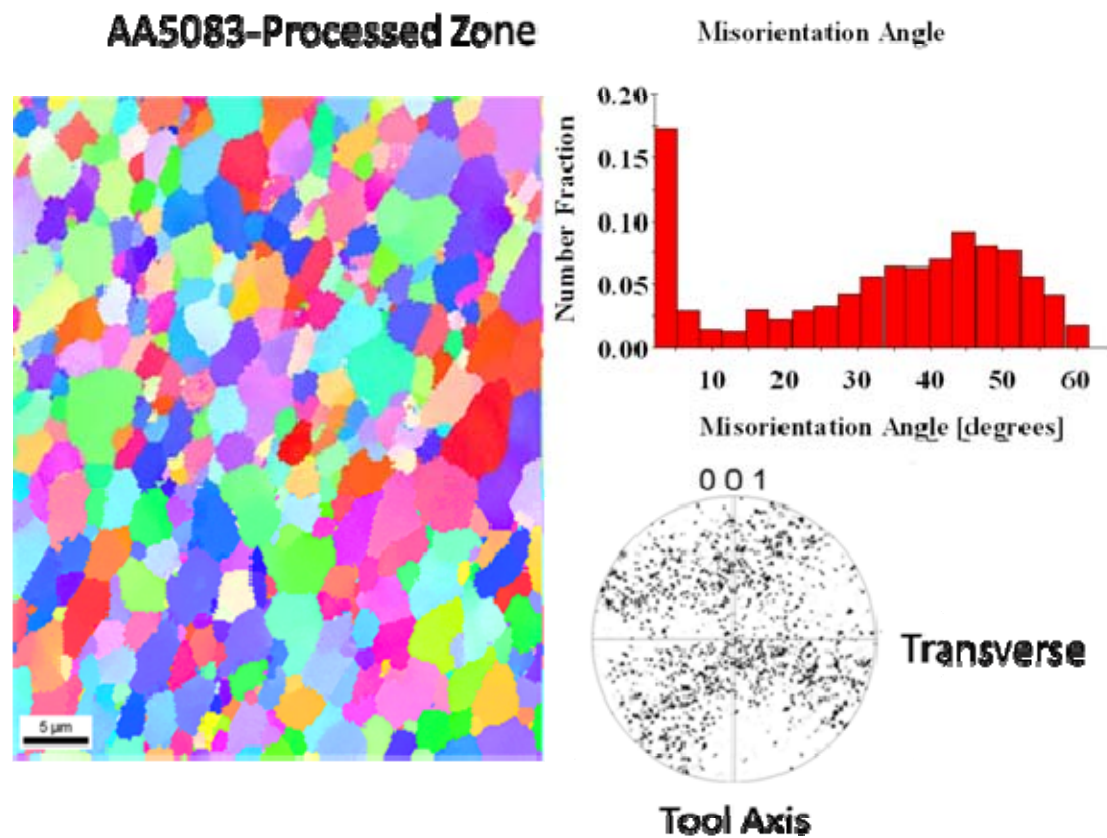 AA5083-Processed Zone
5 µm
Misorientation Angle
0.20
0.15
0.10
0.05
0.00
Number Fraction
10 20 30 40 50 60
Misorientation Angle [degrees]
0 0 1
Transverse
Tool Axis